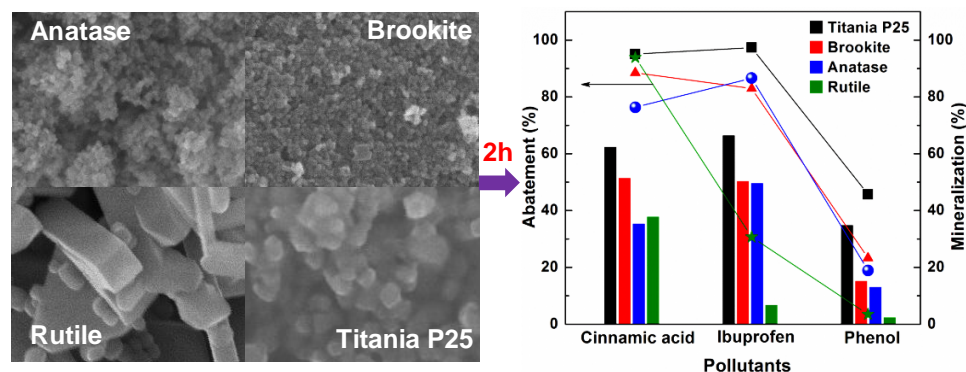 Anatase
Brookite
Rutile
Titania P25
2h
Abatement (%)
100
80
60
40
20
0
Titania P25
Brookite
Anatase
Rutile
100
80
60
40
20
0
Mineralization (%)
Cinnamic acid
Ibuprofen
Phenol
Pollutants